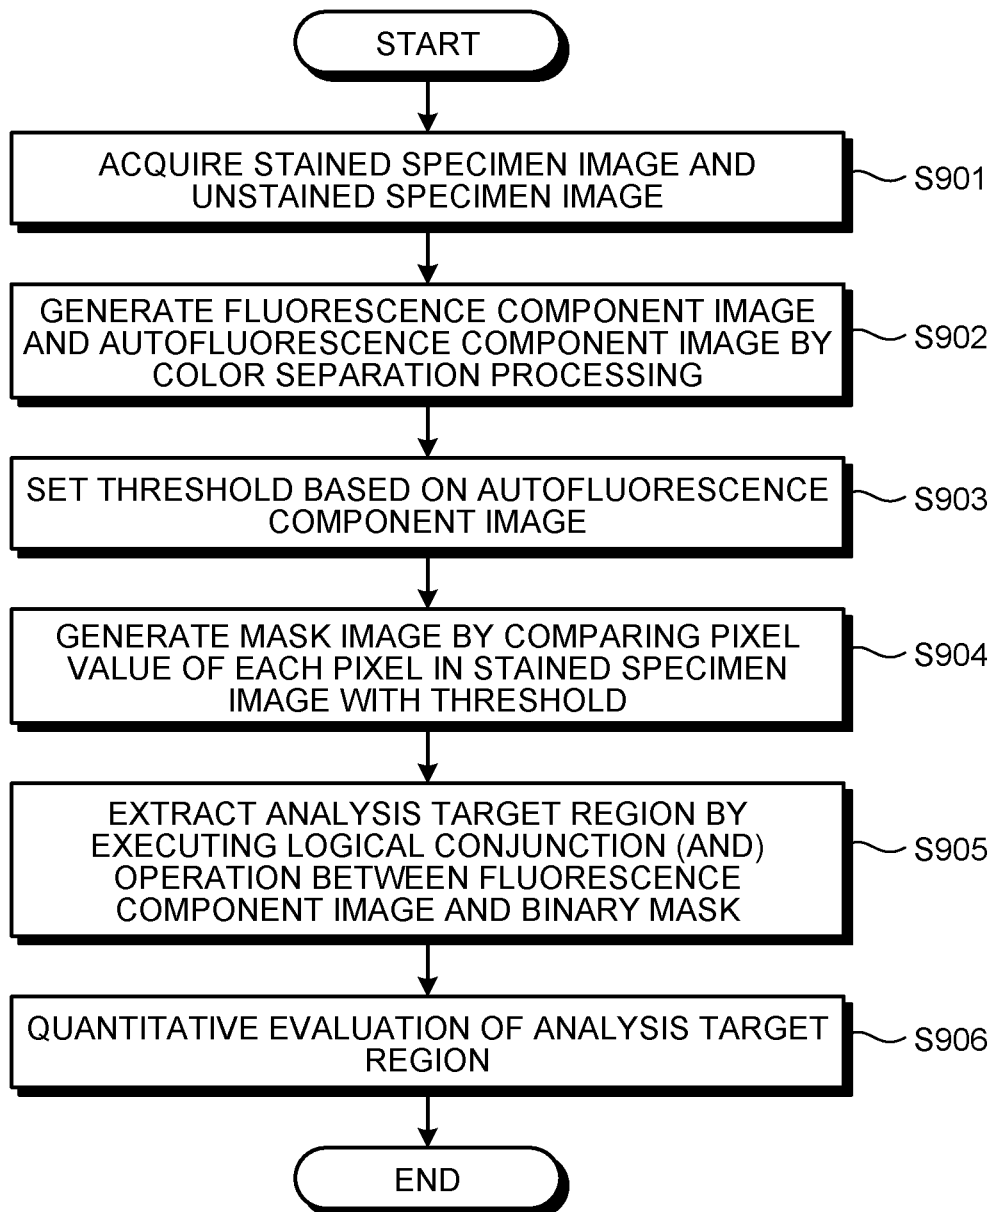 START
ACQUIRE STAINED SPECIMEN IMAGE AND
UNSTAINED SPECIMEN IMAGE
S901
GENERATE FLUORESCENCE COMPONENT IMAGE
AND AUTOFLUORESCENCE COMPONENT IMAGE BY
COLOR SEPARATION PROCESSING
S902
SET THRESHOLD BASED ON AUTOFLUORESCENCE
COMPONENT IMAGE
S903
GENERATE MASK IMAGE BY COMPARING PIXEL
VALUE OF EACH PIXEL IN STAINED SPECIMEN
IMAGE WITH THRESHOLD
S904
EXTRACT ANALYSIS TARGET REGION BY
EXECUTING LOGICAL CONJUNCTION (AND)
OPERATION BETWEEN FLUORESCENCE
COMPONENT IMAGE AND BINARY MASK
S905
QUANTITATIVE EVALUATION OF ANALYSIS TARGET
REGION
S906
END